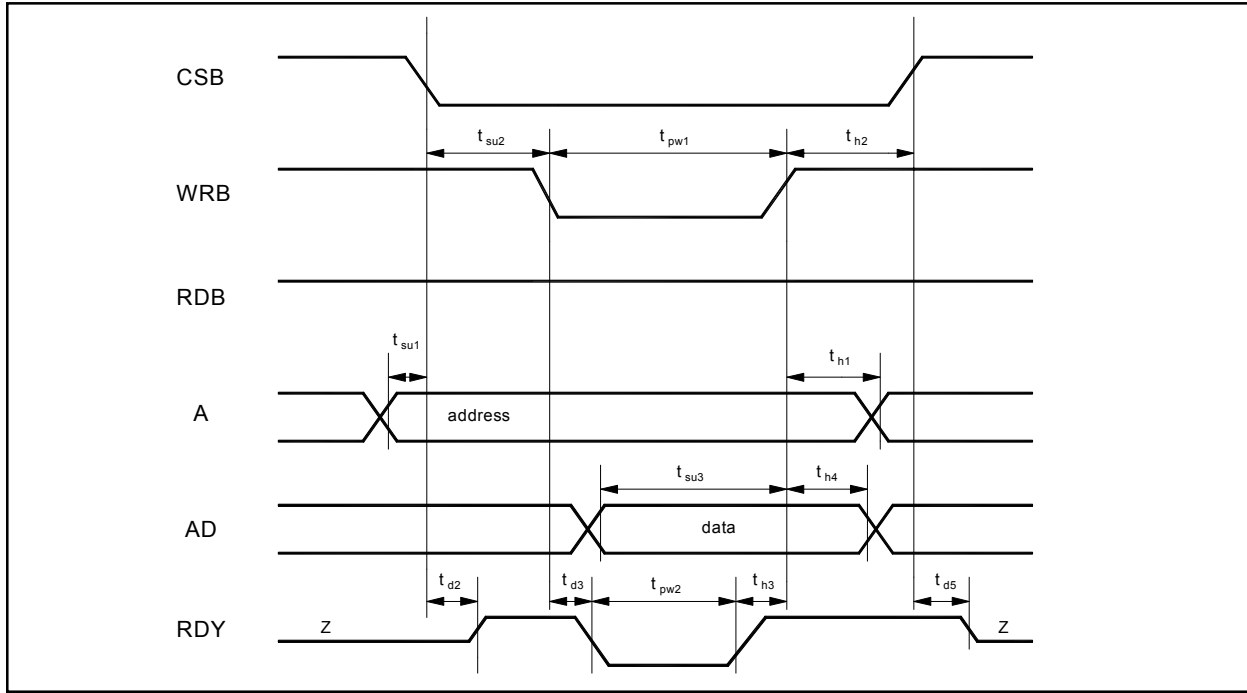 CSB
t su2 t pw1 t h2
WRB
RDB
t su1 t h1
A address
t su3 t h4
AD data
t d2 t d3 t pw2 t h3 t d5
RDY Z Z